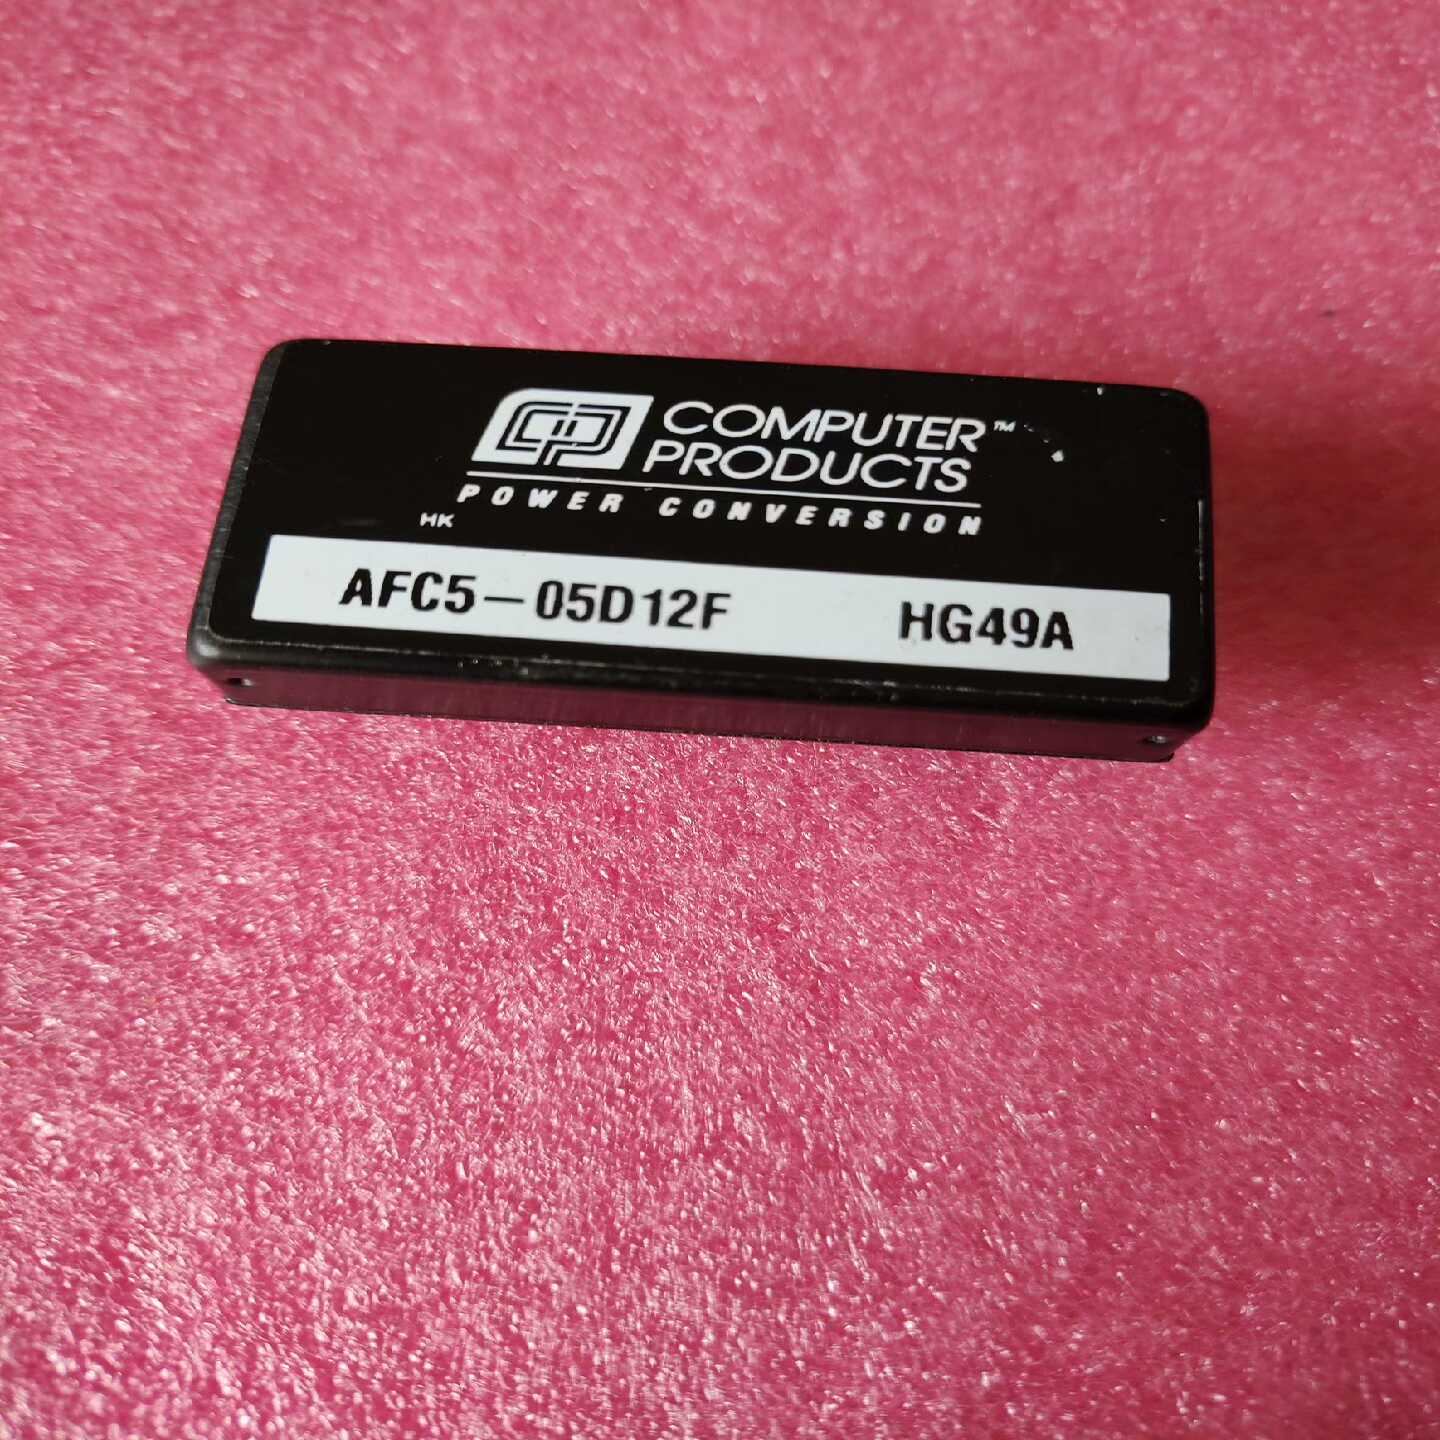 COMPUTER™
PRODUCTS
POWER CONVERSION
HK
AFC5-05D12F HG49A